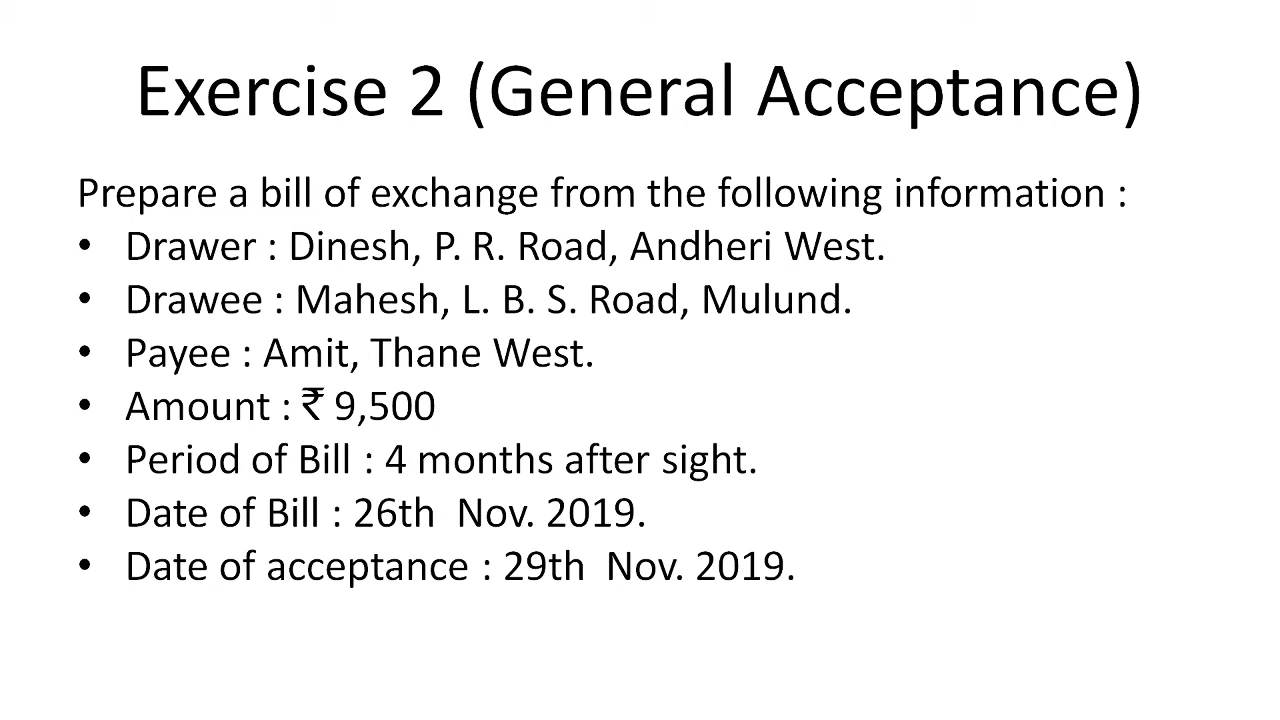 Exercise 2 (General Acceptance)
Prepare a bill of exchange from the following information :
• Drawer : Dinesh, P. R. Road, Andheri West.
• Drawee : Mahesh, L. B. S. Road, Mulund.
• Payee : Amit, Thane West.
• Amount : ₹ 9,500
• Period of Bill : 4 months after sight.
• Date of Bill : 26th  Nov. 2019.
• Date of acceptance : 29th  Nov. 2019.